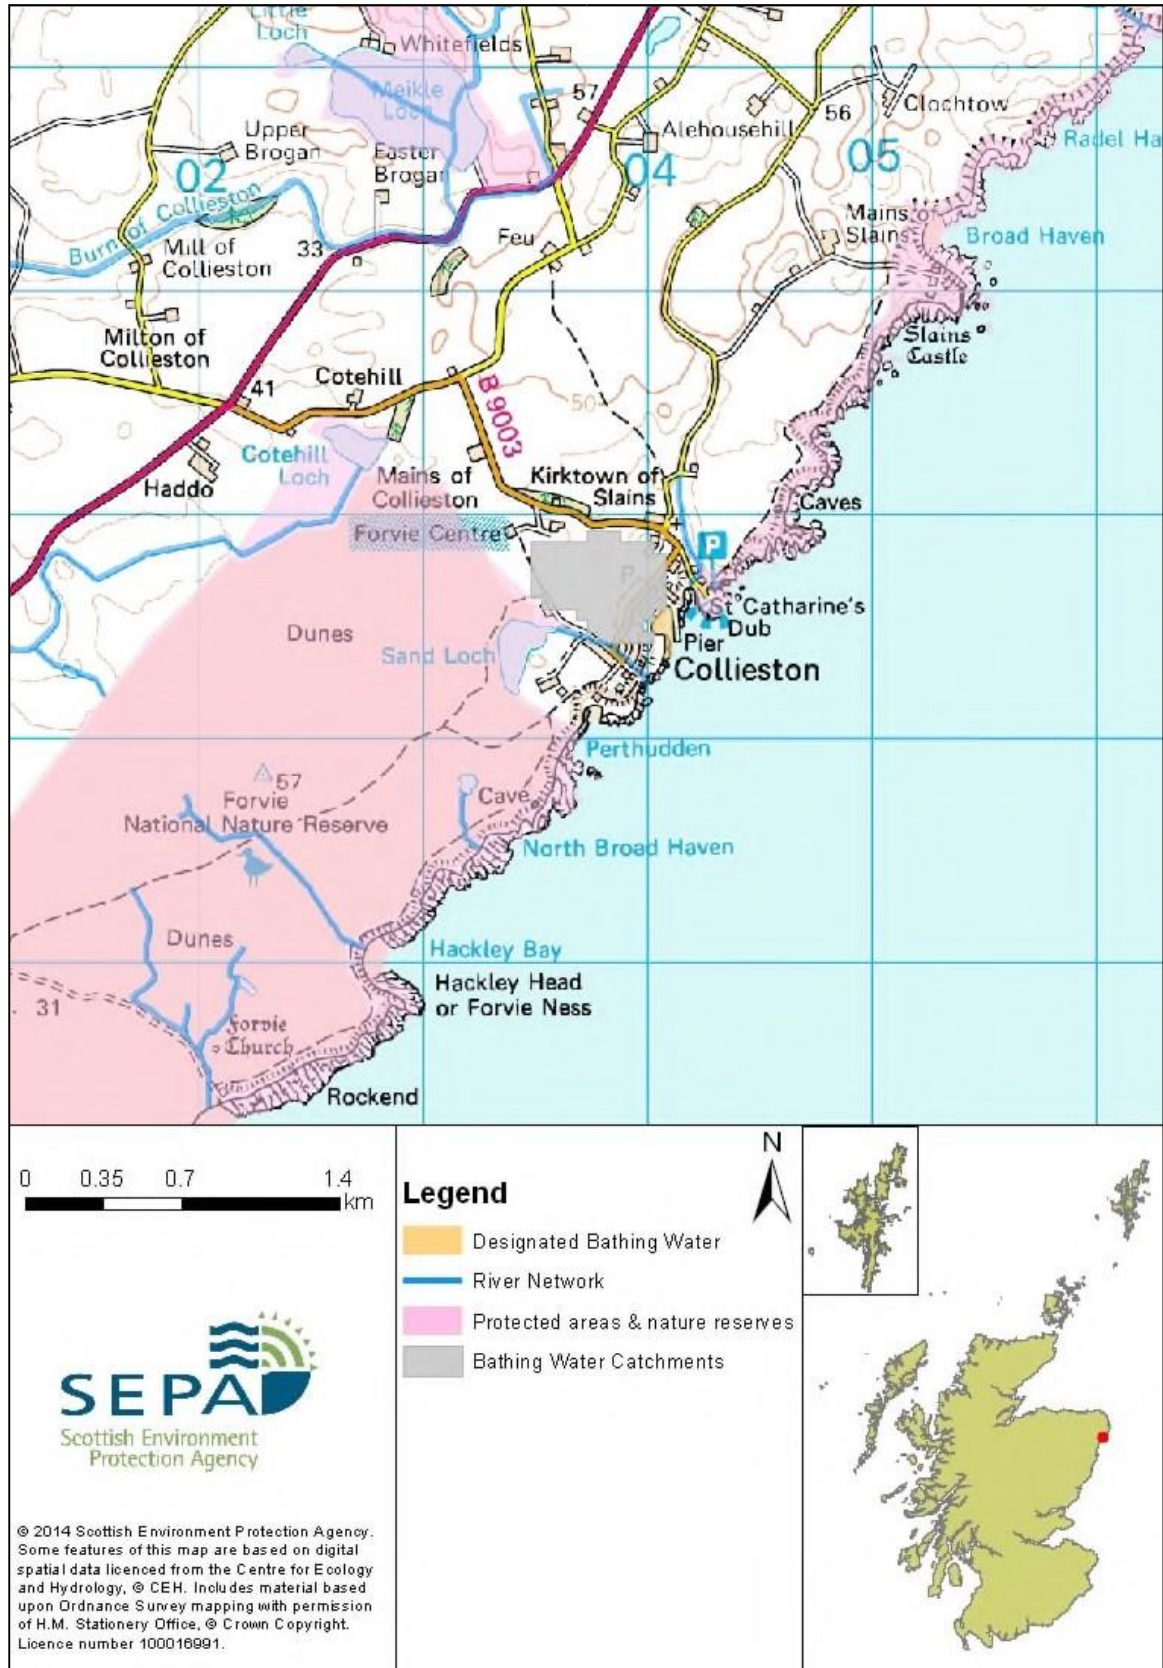 Little
Loch
Whitefields
Meikle
Loch
57
Clochtow
56
Upper
Brogan
Easter
Brogan
Alehousehill
Radel Ha
02
04
05
Burn of Collieston
Mains of
Slains
Broad Haven
Mill of
Collieston
33
Feu
Slains
Castle
Milton of
Collieston
Cotehill
41
B 9003
50
Cotehill
Loch
Haddo
Mains of
Collieston
Kirktown of
Slains
Caves
Forvie Centre
P
P
St Catharine's
Dub
Dunes
Sand Loch
Pier
Collieston
Perthudden
57
Cave
Forvie
National Nature Reserve
North Broad Haven
Dunes
Hackley Bay
Hackley Head
or Forvie Ness
31
Forvie
Church
Rockend
0 0.35 0.7 1.4
km
SEPA
Scottish Environment
Protection Agency
© 2014 Scottish Environment Protection Agency.
Some features of this map are based on digital
spatial data licenced from the Centre for Ecology
and Hydrology, © CEH. Includes material based
upon Ordnance Survey mapping with permission
of H.M. Stationery Office, © Crown Copyright.
Licence number 100016991.
N
Legend
Designated Bathing Water
River Network
Protected areas & nature reserves
Bathing Water Catchments